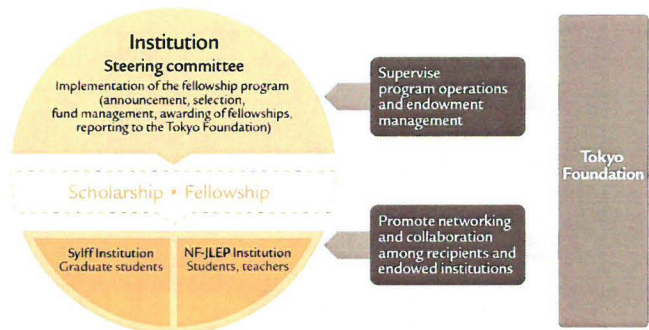 Institution
Steering committee
Implementation of the fellowship program
(announcement, selection,
fund management, awarding of fellowships,
reporting to the Tokyo Foundation)
Supervise
program operations
and endowment
management
Tokyo
Foundation
Scholarship • Fellowship
Promote networking
and collaboration
among recipients and
endowed institutions
Sylff Institution
Graduate students
NF-JLEP Institution
Students, teachers